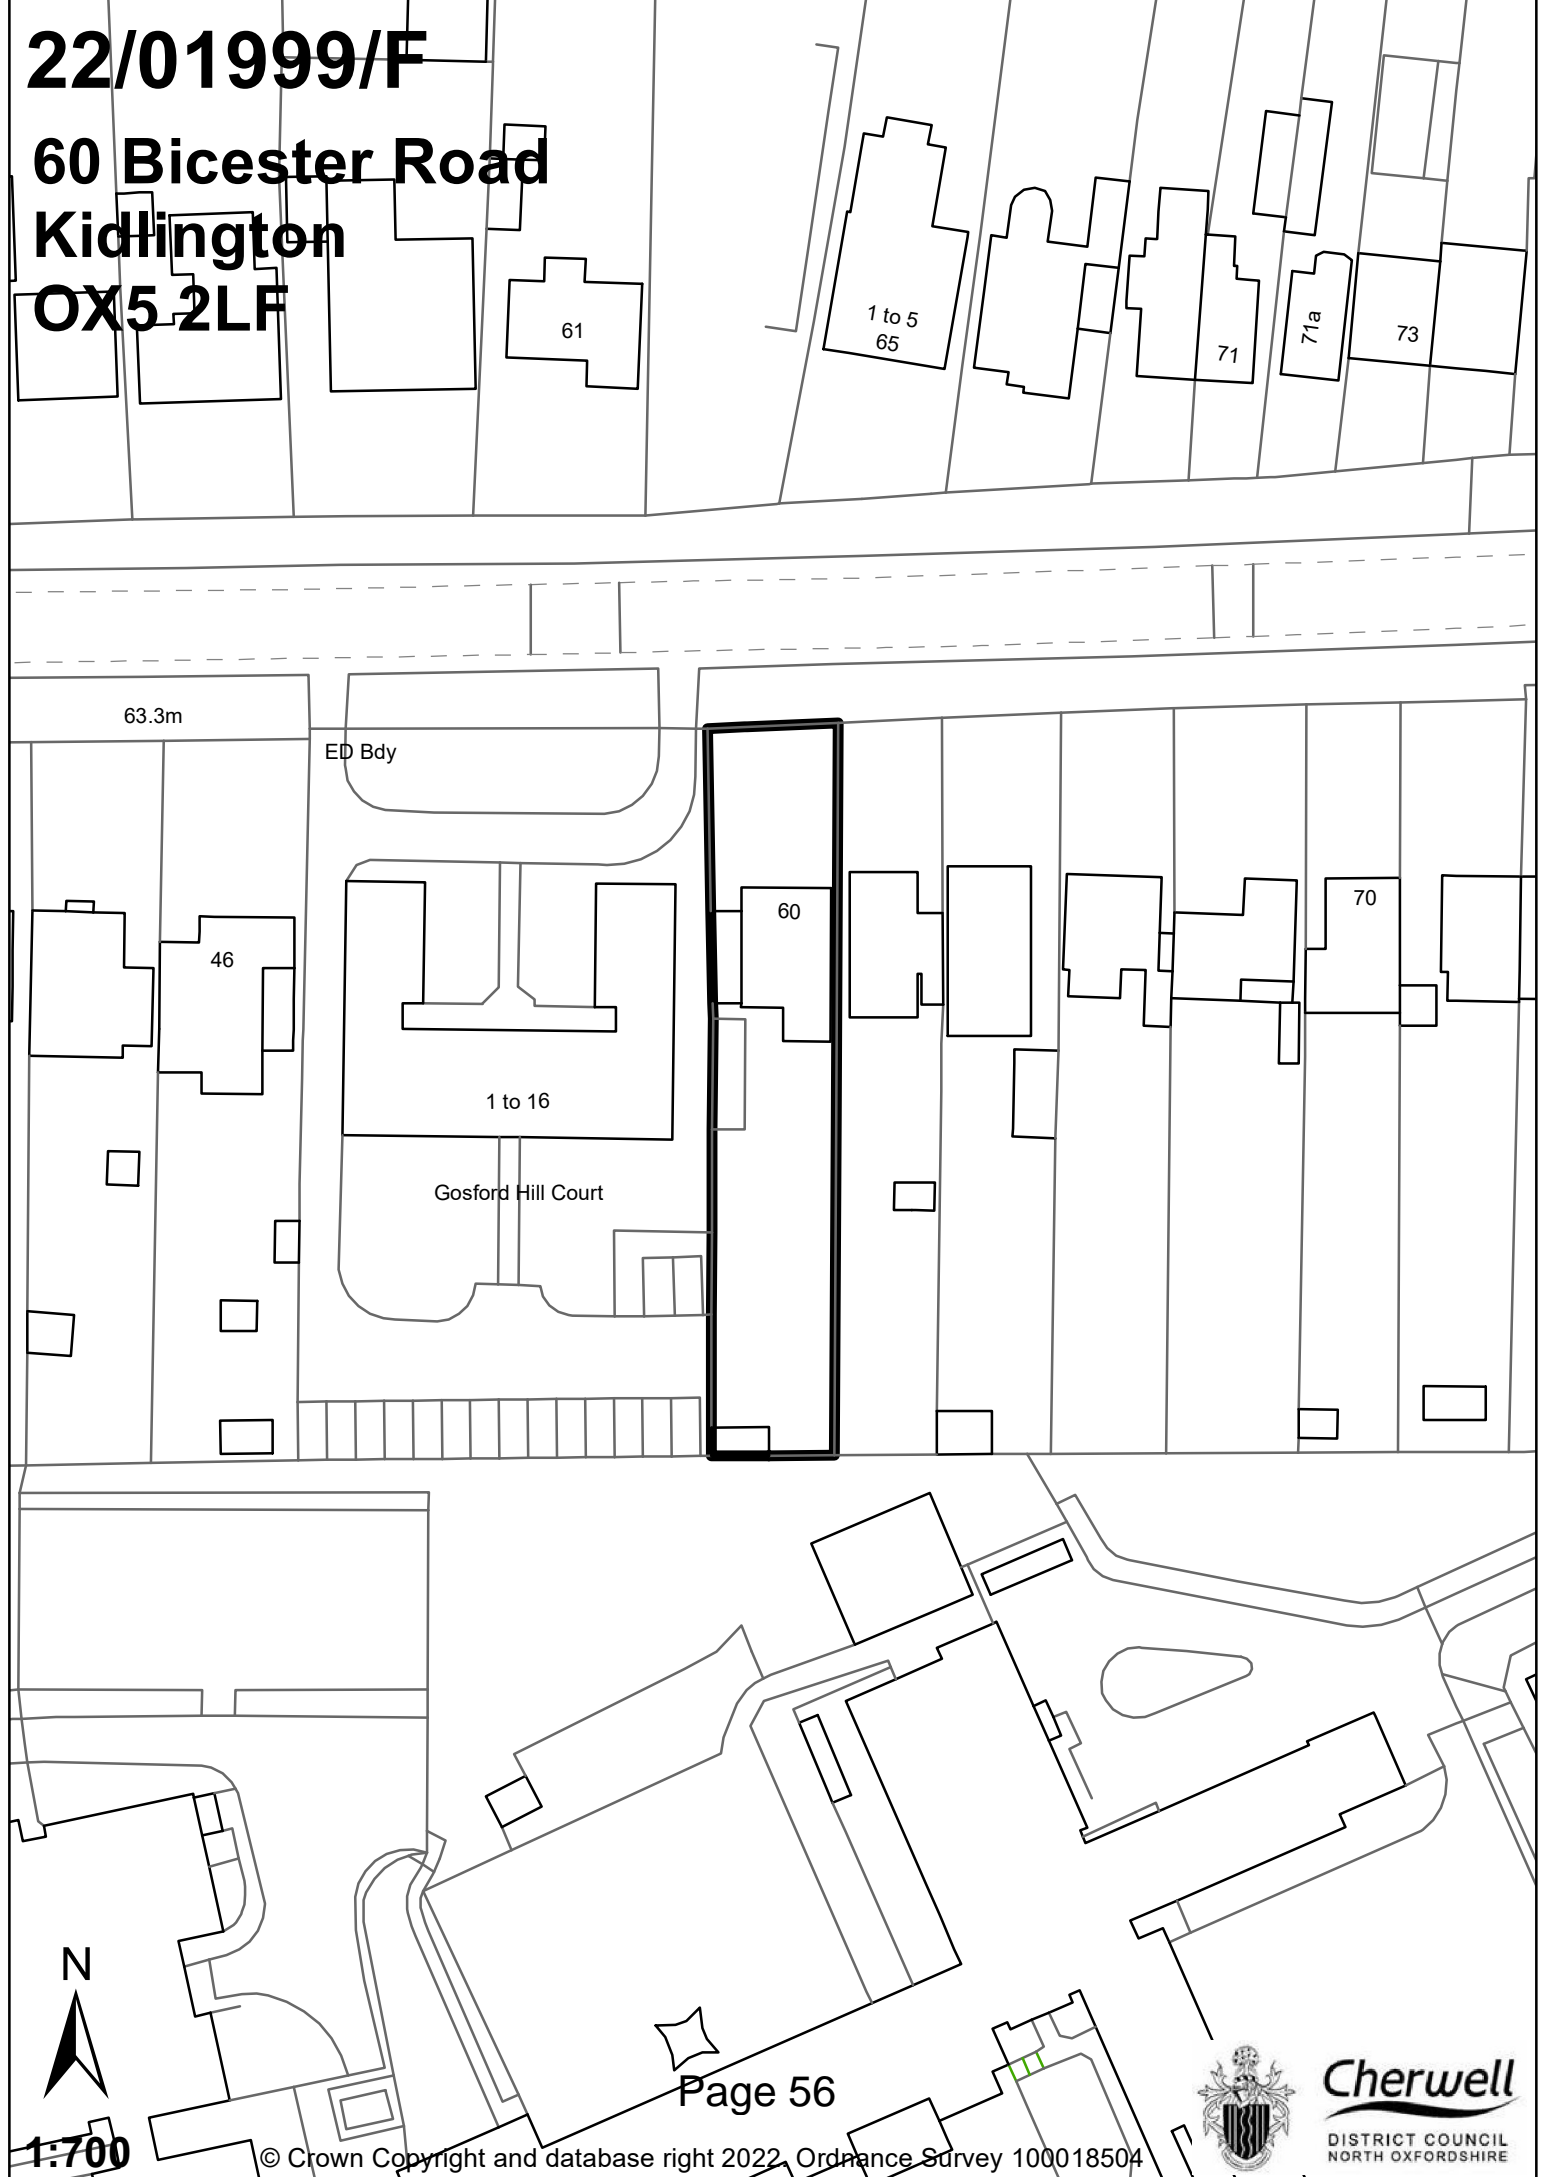 22/01999/F
60 Bicester Road
Kidlington
OX5 2LF
61
1 to 5
65
71
71a
73
63.3m
ED Bdy
60
70
46
1 to 16
Gosford Hill Court
N
Page 56
1:700
© Crown Copyright and database right 2022. Ordnance Survey 100018504
Cherwell
DISTRICT COUNCIL
NORTH OXFORDSHIRE